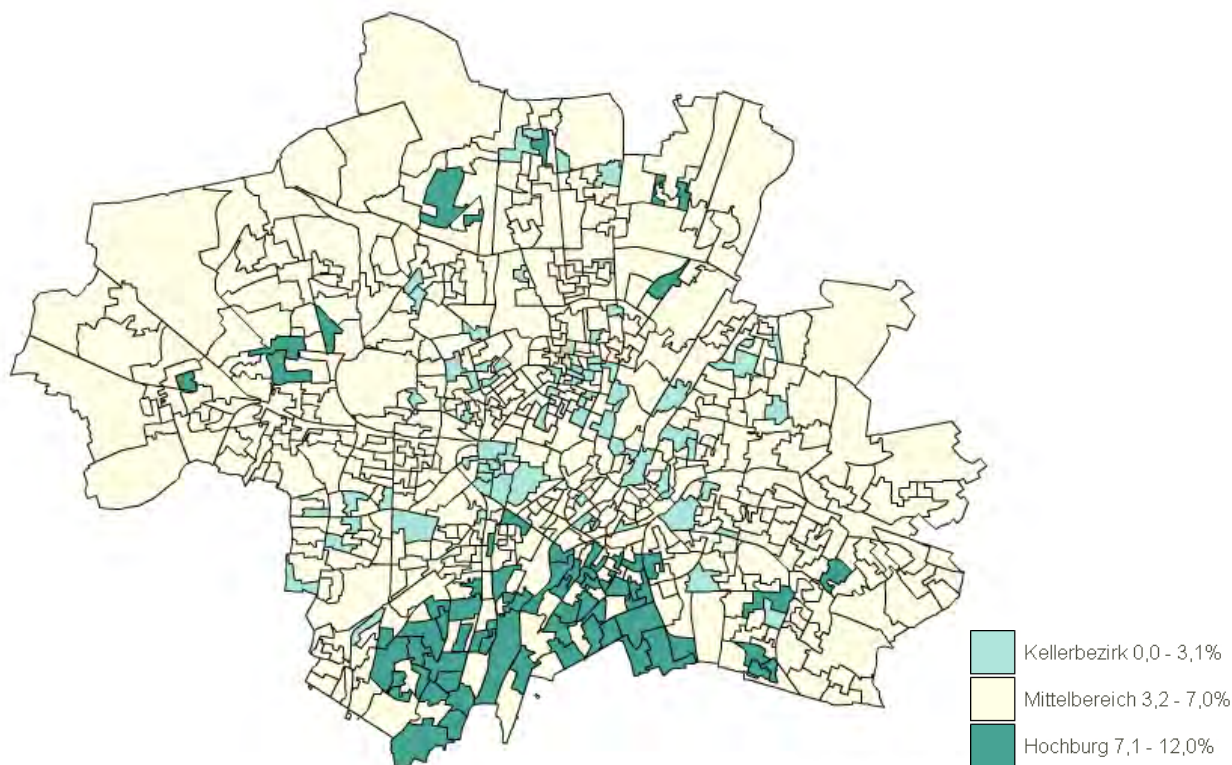 Kellerbezirk 0,0 - 3,1%
Mittelbereich 3,2 - 7,0%
Hochburg 7,1 - 12,0%